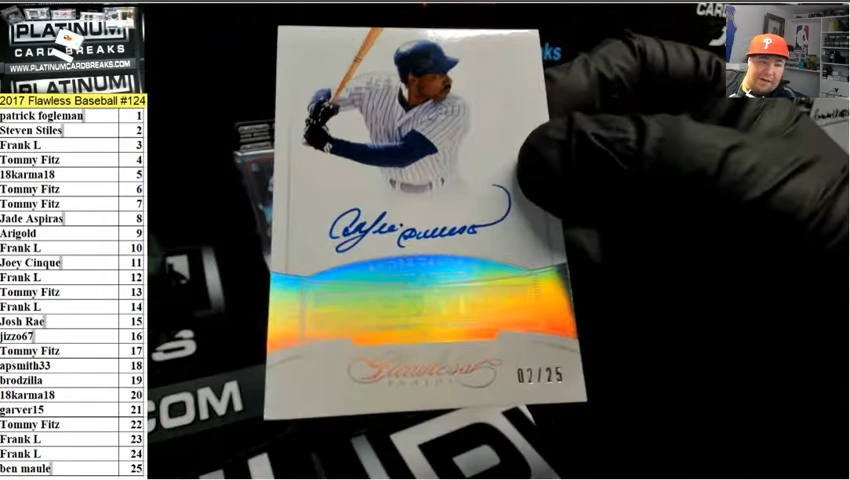 PLATINUM
CARD BREAKS
WWW.PLATINUMCARDBREAKS.COM
PLATINUM
2017 Flawless Baseball #124
patrick fogleman 1
Steven Stiles 2
Frank L 3
Tommy Fitz 4
18karma18 5
Tommy Fitz 6
Tommy Fitz 7
Jade Aspiras 8
Arigold 9
Frank L 10
Joey Cinque 11
Frank L 12
Tommy Fitz 13
Frank L 14
Josh Rae 15
jizzo67 16
Tommy Fitz 17
apsmith33 18
brodzilla 19
18karma18 20
garver15 21
Tommy Fitz 22
Frank L 23
Frank L 24
ben maule 25
Flawless
PANINI
02/25
.COM